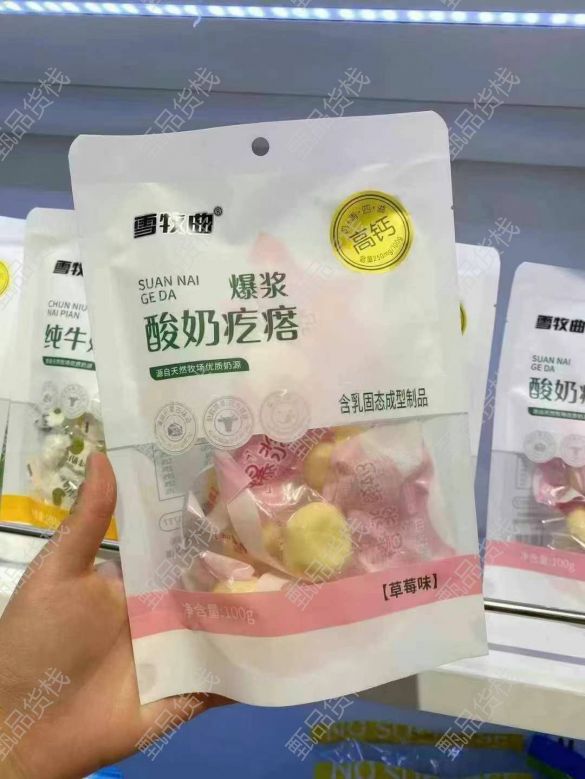 雪牧曲®
高钙
SUAN NAI
GE DA
爆浆
酸奶疙瘩
源自天然牧场优质奶源
含乳固态成型制品
【草莓味】
净含量:100g
雪牧
CHUN NIU
NAI PIAN
纯牛
雪牧曲
SUAN NAI
GE DA
酸奶
净含量:100g
甄品货栈